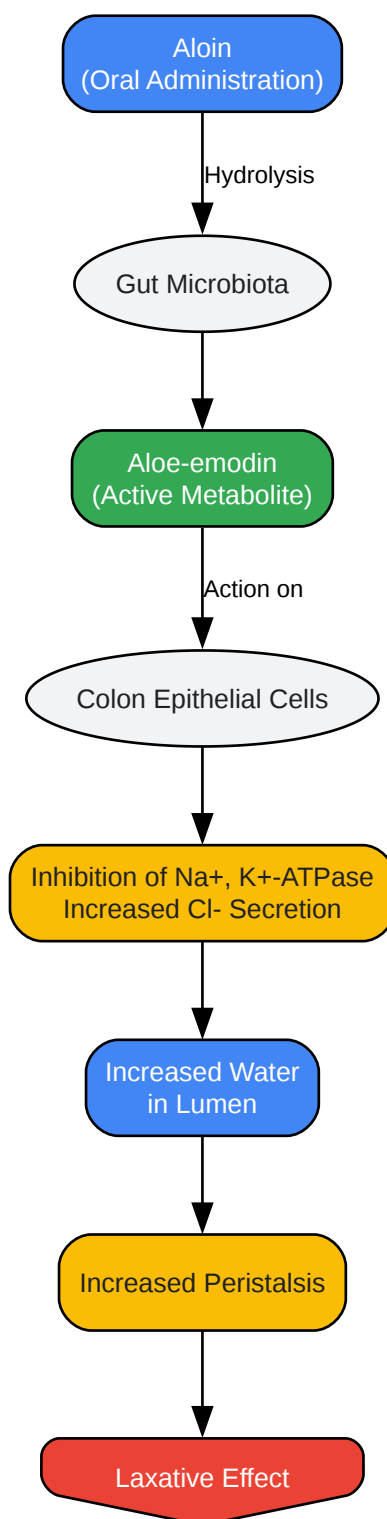 Aloin
(Oral Administration)
Hydrolysis
Gut Microbiota
Aloe-emodin
(Active Metabolite)
Action on
Colon Epithelial Cells
Inhibition of Na+, K+-ATPase
Increased Cl- Secretion
Increased Water
in Lumen
Increased Peristalsis
Laxative Effect